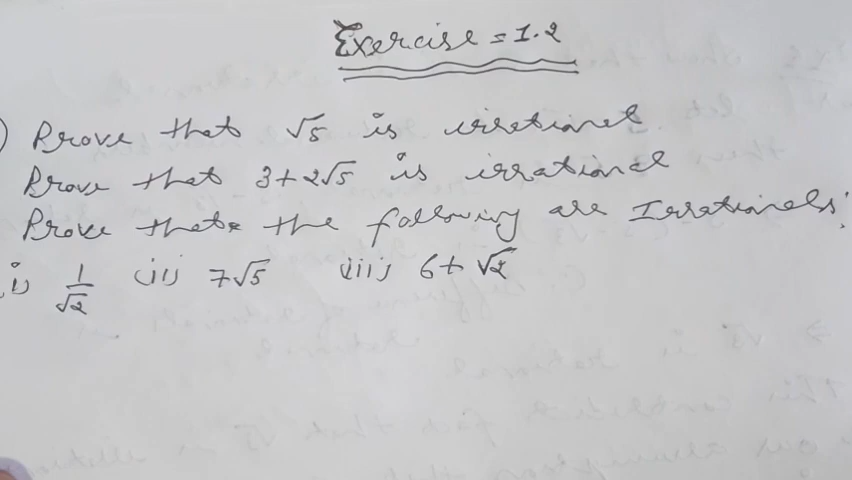 Exercise = 1.2
) Prove that √5 is irrational
Prove that 3+2√5 is irrational
Prove that the following are Irrationals:
i) 1/√2 (ii) 7√5 (iii) 6+√2